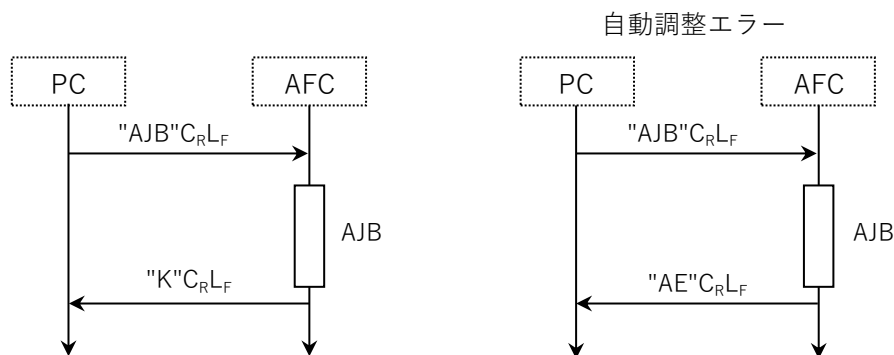 自動調整エラー
PC
AFC
"AJB"CRLF
AJB
"K"CRLF
PC
AFC
"AJB"CRLF
AJB
"AE"CRLF